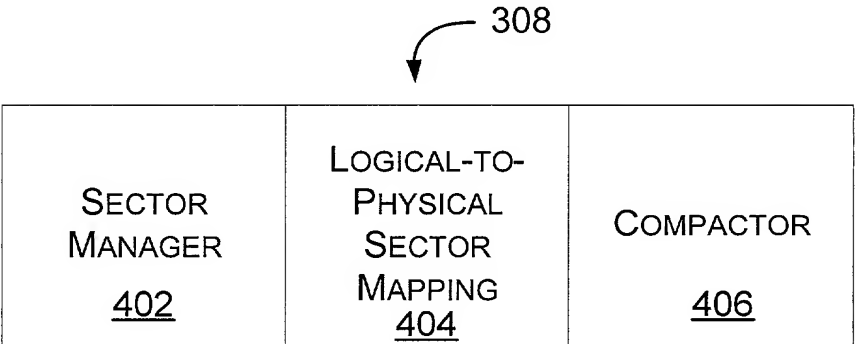 308
SECTOR
MANAGER
402
LOGICAL-TO-
PHYSICAL
SECTOR
MAPPING
404
COMPACTOR
406